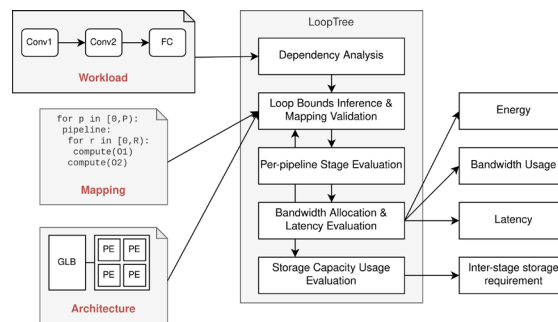 LoopTree
Conv1
Conv2
FC
Workload
Dependency Analysis
Loop Bounds Inference &
Mapping Validation
for p in [0,P):
pipeline:
for r in [0,R):
compute(O1)
compute(O2)
Mapping
Per-pipeline Stage Evaluation
Bandwidth Allocation &
Latency Evaluation
Storage Capacity Usage
Evaluation
GLB
PE
PE
PE
PE
Architecture
Energy
Bandwidth Usage
Latency
Inter-stage storage
requirement